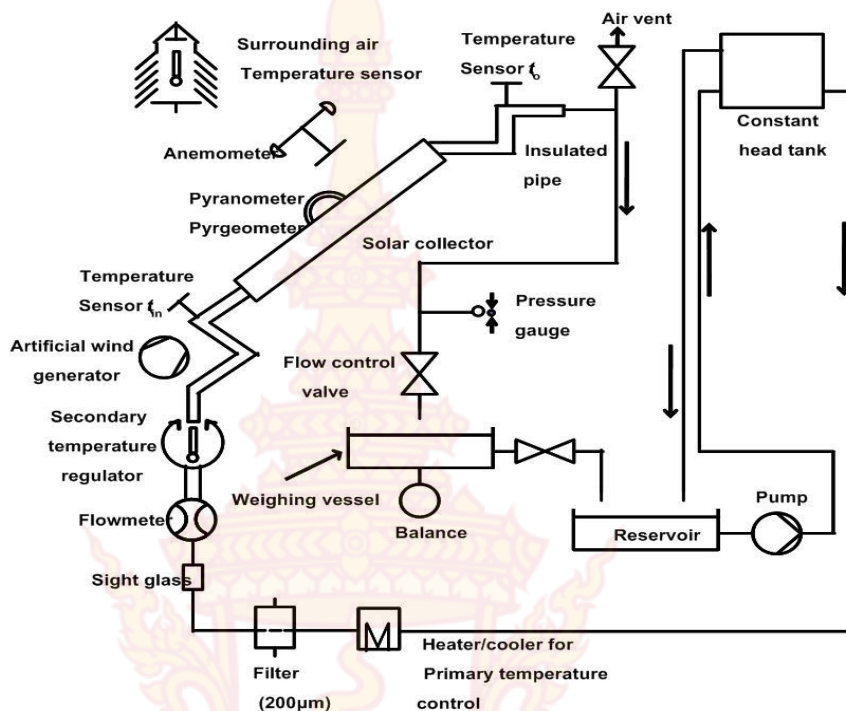 Air vent
Surrounding air
Temperature sensor
Temperature
Sensor to
Anemometer
Insulated
pipe
Constant
head tank
Pyranometer
Pyrgeometer
Solar collector
Temperature
Sensor tin
Pressure
gauge
Artificial wind
generator
Flow control
valve
Secondary
temperature
regulator
Weighing vessel
Balance
Pump
Reservoir
Flowmeter
Sight glass
Filter
(200µm)
Heater/cooler for
Primary temperature
control